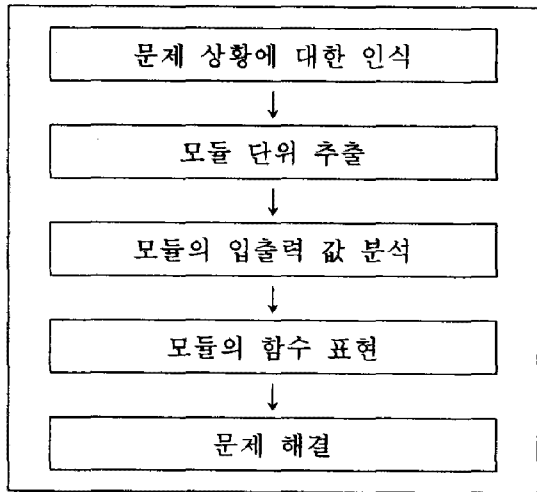 문제 상황에 대한 인식
↓
모듈 단위 추출
↓
모듈의 입출력 값 분석
↓
모듈의 함수 표현
↓
문제 해결